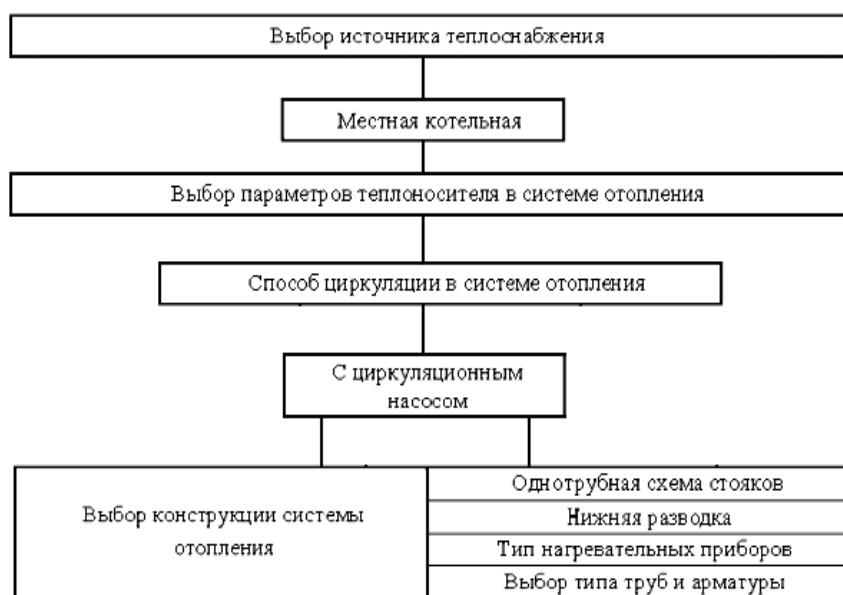 Выбор источника теплоснабжения
Местная котельная
Выбор параметров теплоносителя в системе отопления
Способ циркуляции в системе отопления
С циркуляционным
насосом
Выбор конструкции системы
отопления
Однотрубная схема стояков
Нижняя разводка
Тип нагревательных приборов
Выбор типа труб и арматуры